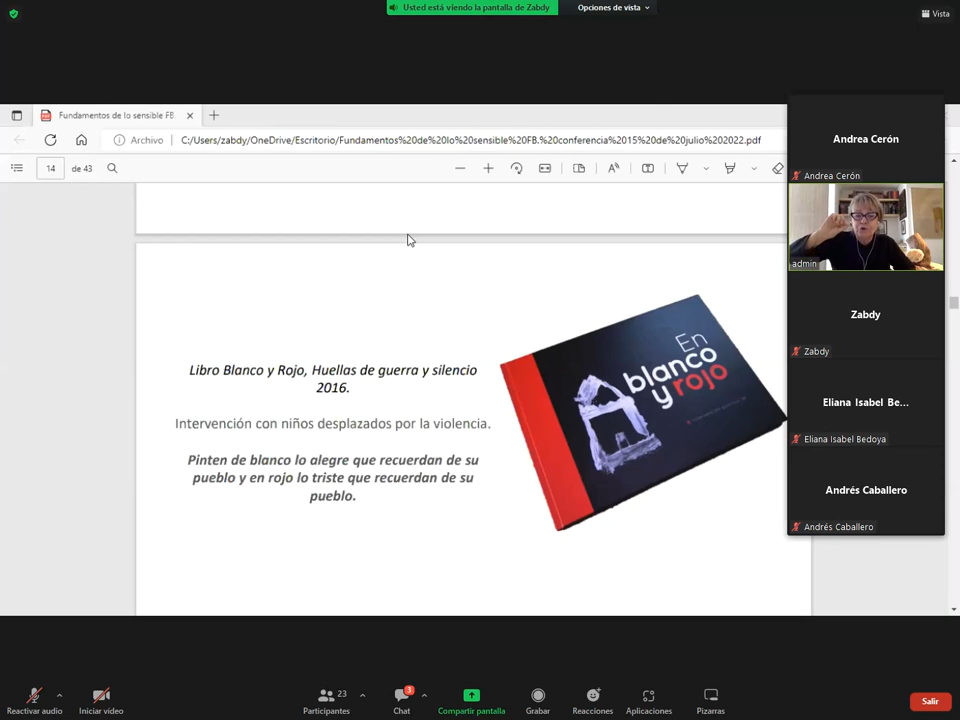 Usted está viendo la pantalla de Zabdy
Opciones de vista
Vista
Fundamentos de lo sensible FB.
Archivo
C:/Users/zabdy/OneDrive/Escritorio/Fundamentos%20de%20lo%20sensible%20FB.%20conferencia%2015%20de%20julio%202022.pdf
14
de 43
Libro Blanco y Rojo, Huellas de guerra y silencio
2016.
Intervención con niños desplazados por la violencia.
Pinten de blanco lo alegre que recuerdan de su
pueblo y en rojo lo triste que recuerdan de su
pueblo.
En
blanco
y rojo
Andrea Cerón
Andrea Cerón
admin
Zabdy
Zabdy
Eliana Isabel Be...
Eliana Isabel Bedoya
Andrés Caballero
Andrés Caballero
Reactivar audio
Iniciar video
23
Participantes
3
Chat
Compartir pantalla
Grabar
Reacciones
Aplicaciones
Pizarras
Salir